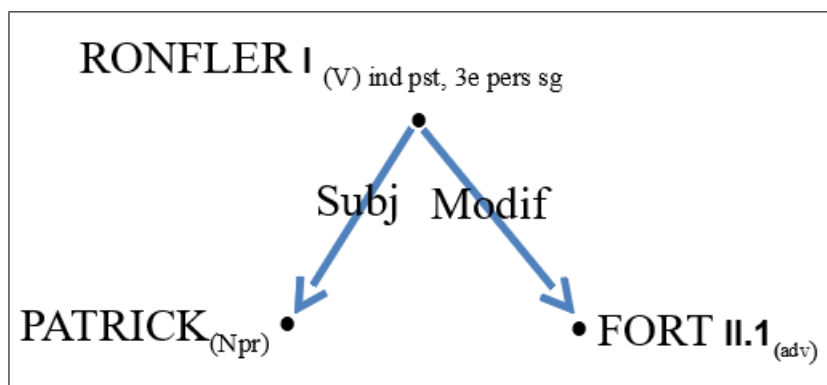 RONFLER I (V) ind pst, 3e pers sg
Subj Modif
PATRICK(Npr) FORT II.1(adv)